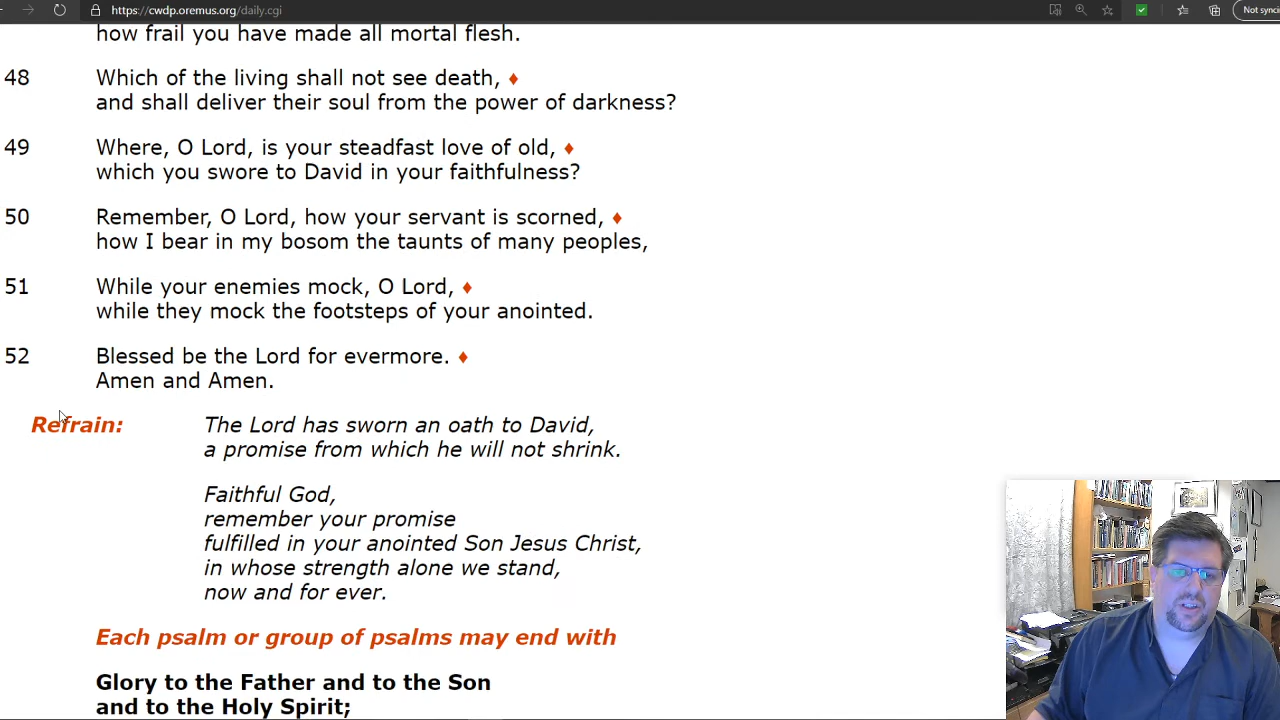 https://cwdp.oremus.org/daily.cgi
Not synci
how frail you have made all mortal flesh.
48 Which of the living shall not see death, ♦
and shall deliver their soul from the power of darkness?
49 Where, O Lord, is your steadfast love of old, ♦
which you swore to David in your faithfulness?
50 Remember, O Lord, how your servant is scorned, ♦
how I bear in my bosom the taunts of many peoples,
51 While your enemies mock, O Lord, ♦
while they mock the footsteps of your anointed.
52 Blessed be the Lord for evermore. ♦
Amen and Amen.
Refrain: The Lord has sworn an oath to David,
a promise from which he will not shrink.
Faithful God,
remember your promise
fulfilled in your anointed Son Jesus Christ,
in whose strength alone we stand,
now and for ever.
Each psalm or group of psalms may end with
Glory to the Father and to the Son
and to the Holy Spirit;